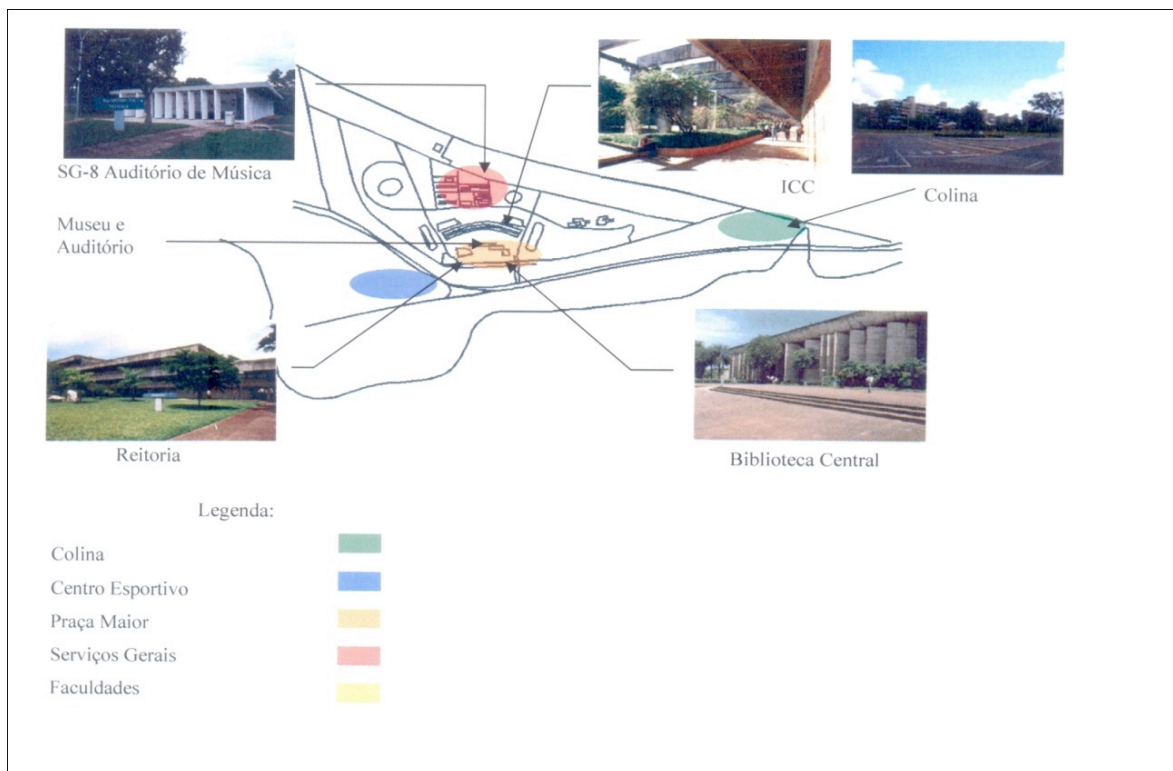 SG-8 Auditório de Música
ICC
Colina
Museu e
Auditório
Reitoria
Biblioteca Central
Legenda:
Colina
Centro Esportivo
Praça Maior
Serviços Gerais
Faculdades